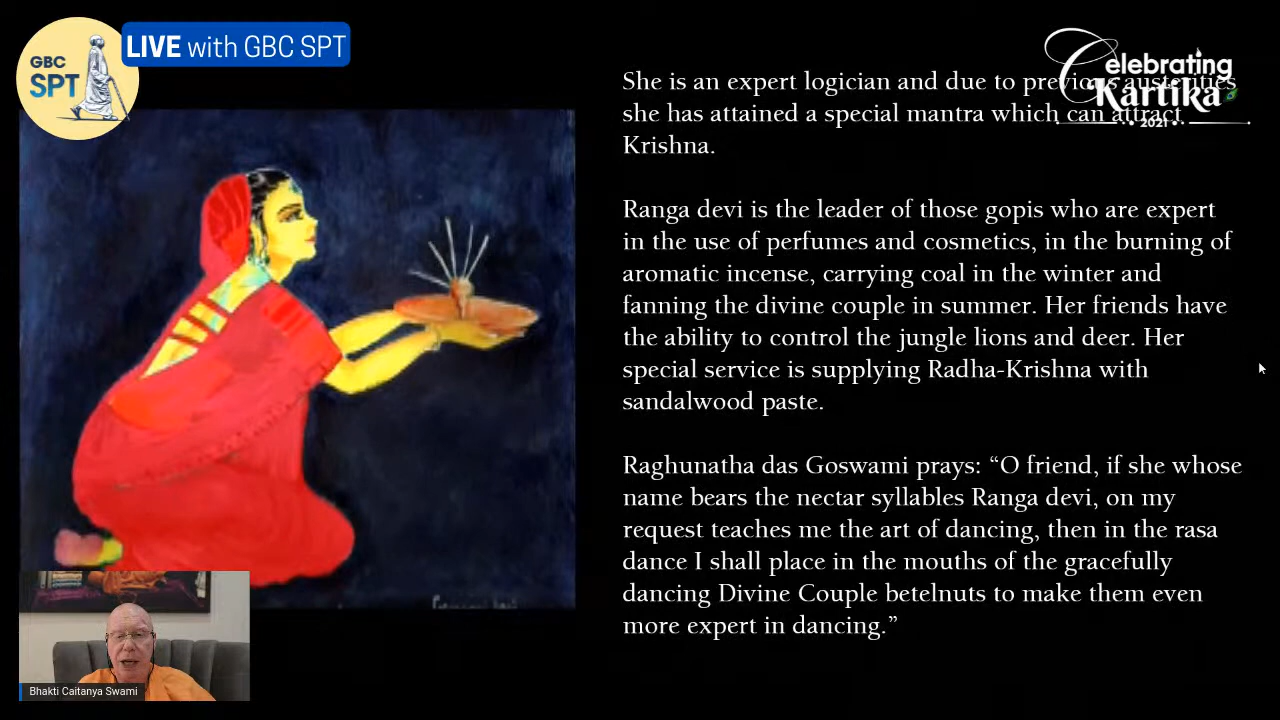 GBC
SPT
LIVE with GBC SPT
Celebrating
Kartika
2021
She is an expert logician and due to previous austerities
she has attained a special mantra which can attract
Krishna.
Ranga devi is the leader of those gopis who are expert
in the use of perfumes and cosmetics, in the burning of
aromatic incense, carrying coal in the winter and
fanning the divine couple in summer. Her friends have
the ability to control the jungle lions and deer. Her
special service is supplying Radha-Krishna with
sandalwood paste.
Raghunatha das Goswami prays: “O friend, if she whose
name bears the nectar syllables Ranga devi, on my
request teaches me the art of dancing, then in the rasa
dance I shall place in the mouths of the gracefully
dancing Divine Couple betelnuts to make them even
more expert in dancing.”
Bhakti Caitanya Swami